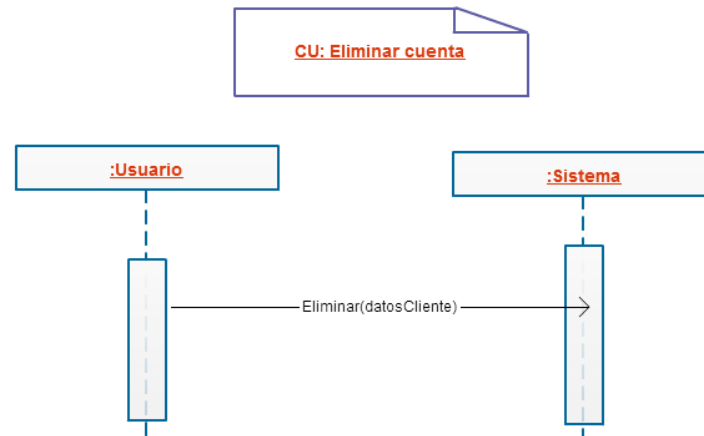 CU: Eliminar cuenta
:Usuario
:Sistema
Eliminar(datosCliente)